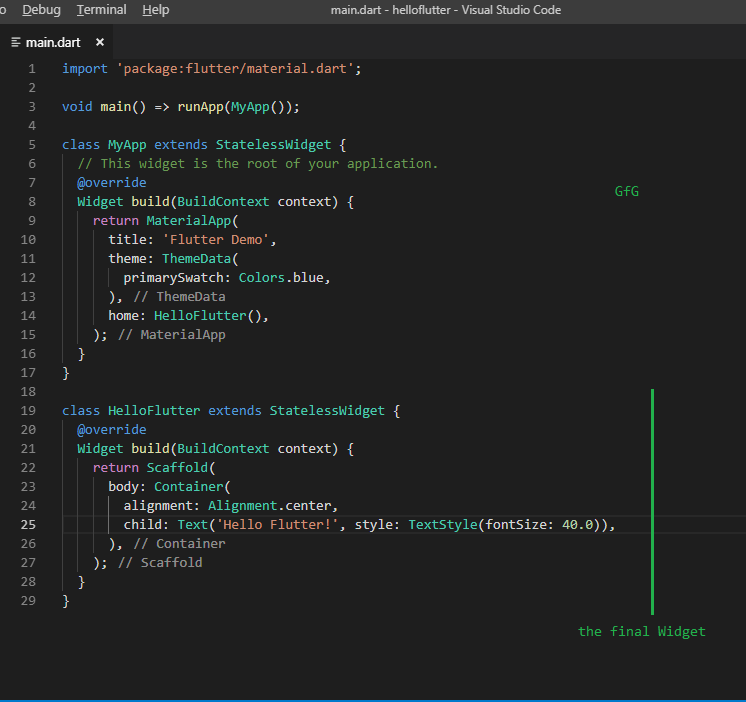 o Debug Terminal Help main.dart - helloflutter - Visual Studio Code
main.dart ×
1 import 'package:flutter/material.dart';
2
3 void main() => runApp(MyApp());
4
5 class MyApp extends StatelessWidget {
6 // This widget is the root of your application.
7 @override
GfG
8 Widget build(BuildContext context) {
9 return MaterialApp(
10 title: 'Flutter Demo',
11 theme: ThemeData(
12 primarySwatch: Colors.blue,
13 ), // ThemeData
14 home: HelloFlutter(),
15 ); // MaterialApp
16 }
17 }
18
19 class HelloFlutter extends StatelessWidget {
20 @override
21 Widget build(BuildContext context) {
22 return Scaffold(
23 body: Container(
24 alignment: Alignment.center,
25 child: Text('Hello Flutter!', style: TextStyle(fontSize: 40.0)),
26 ), // Container
27 ); // Scaffold
28 }
29 }
the final Widget